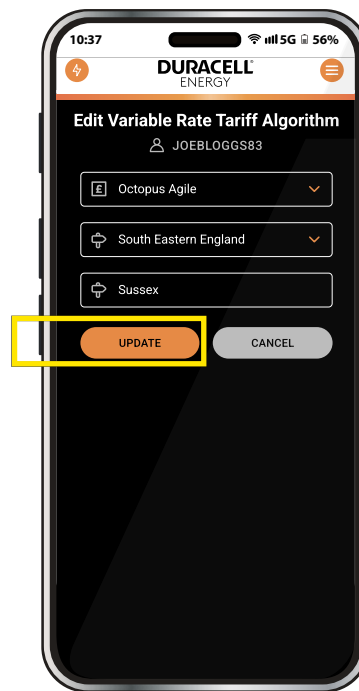 10:37 5G 56%
DURACELL
ENERGY
Edit Variable Rate Tariff Algorithm
JOEBLOGGS83
£ Octopus Agile
South Eastern England
Sussex
UPDATE CANCEL